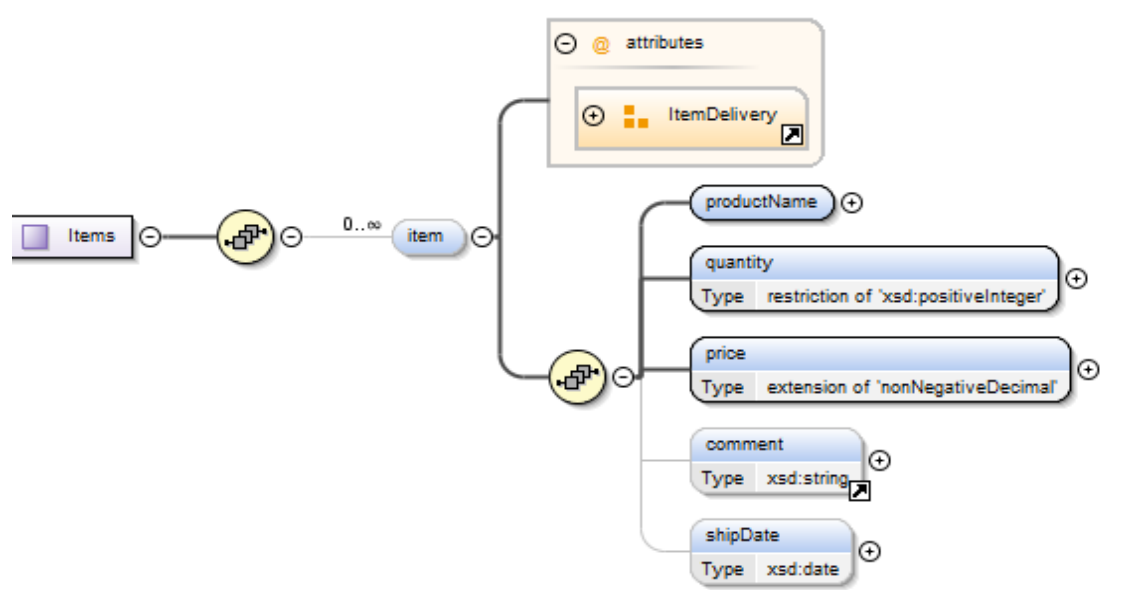 @ attributes
ItemDelivery
Items
0..∞
item
productName
quantity
Type restriction of 'xsd:positiveInteger'
price
Type extension of 'nonNegativeDecimal'
comment
Type xsd:string
shipDate
Type xsd:date